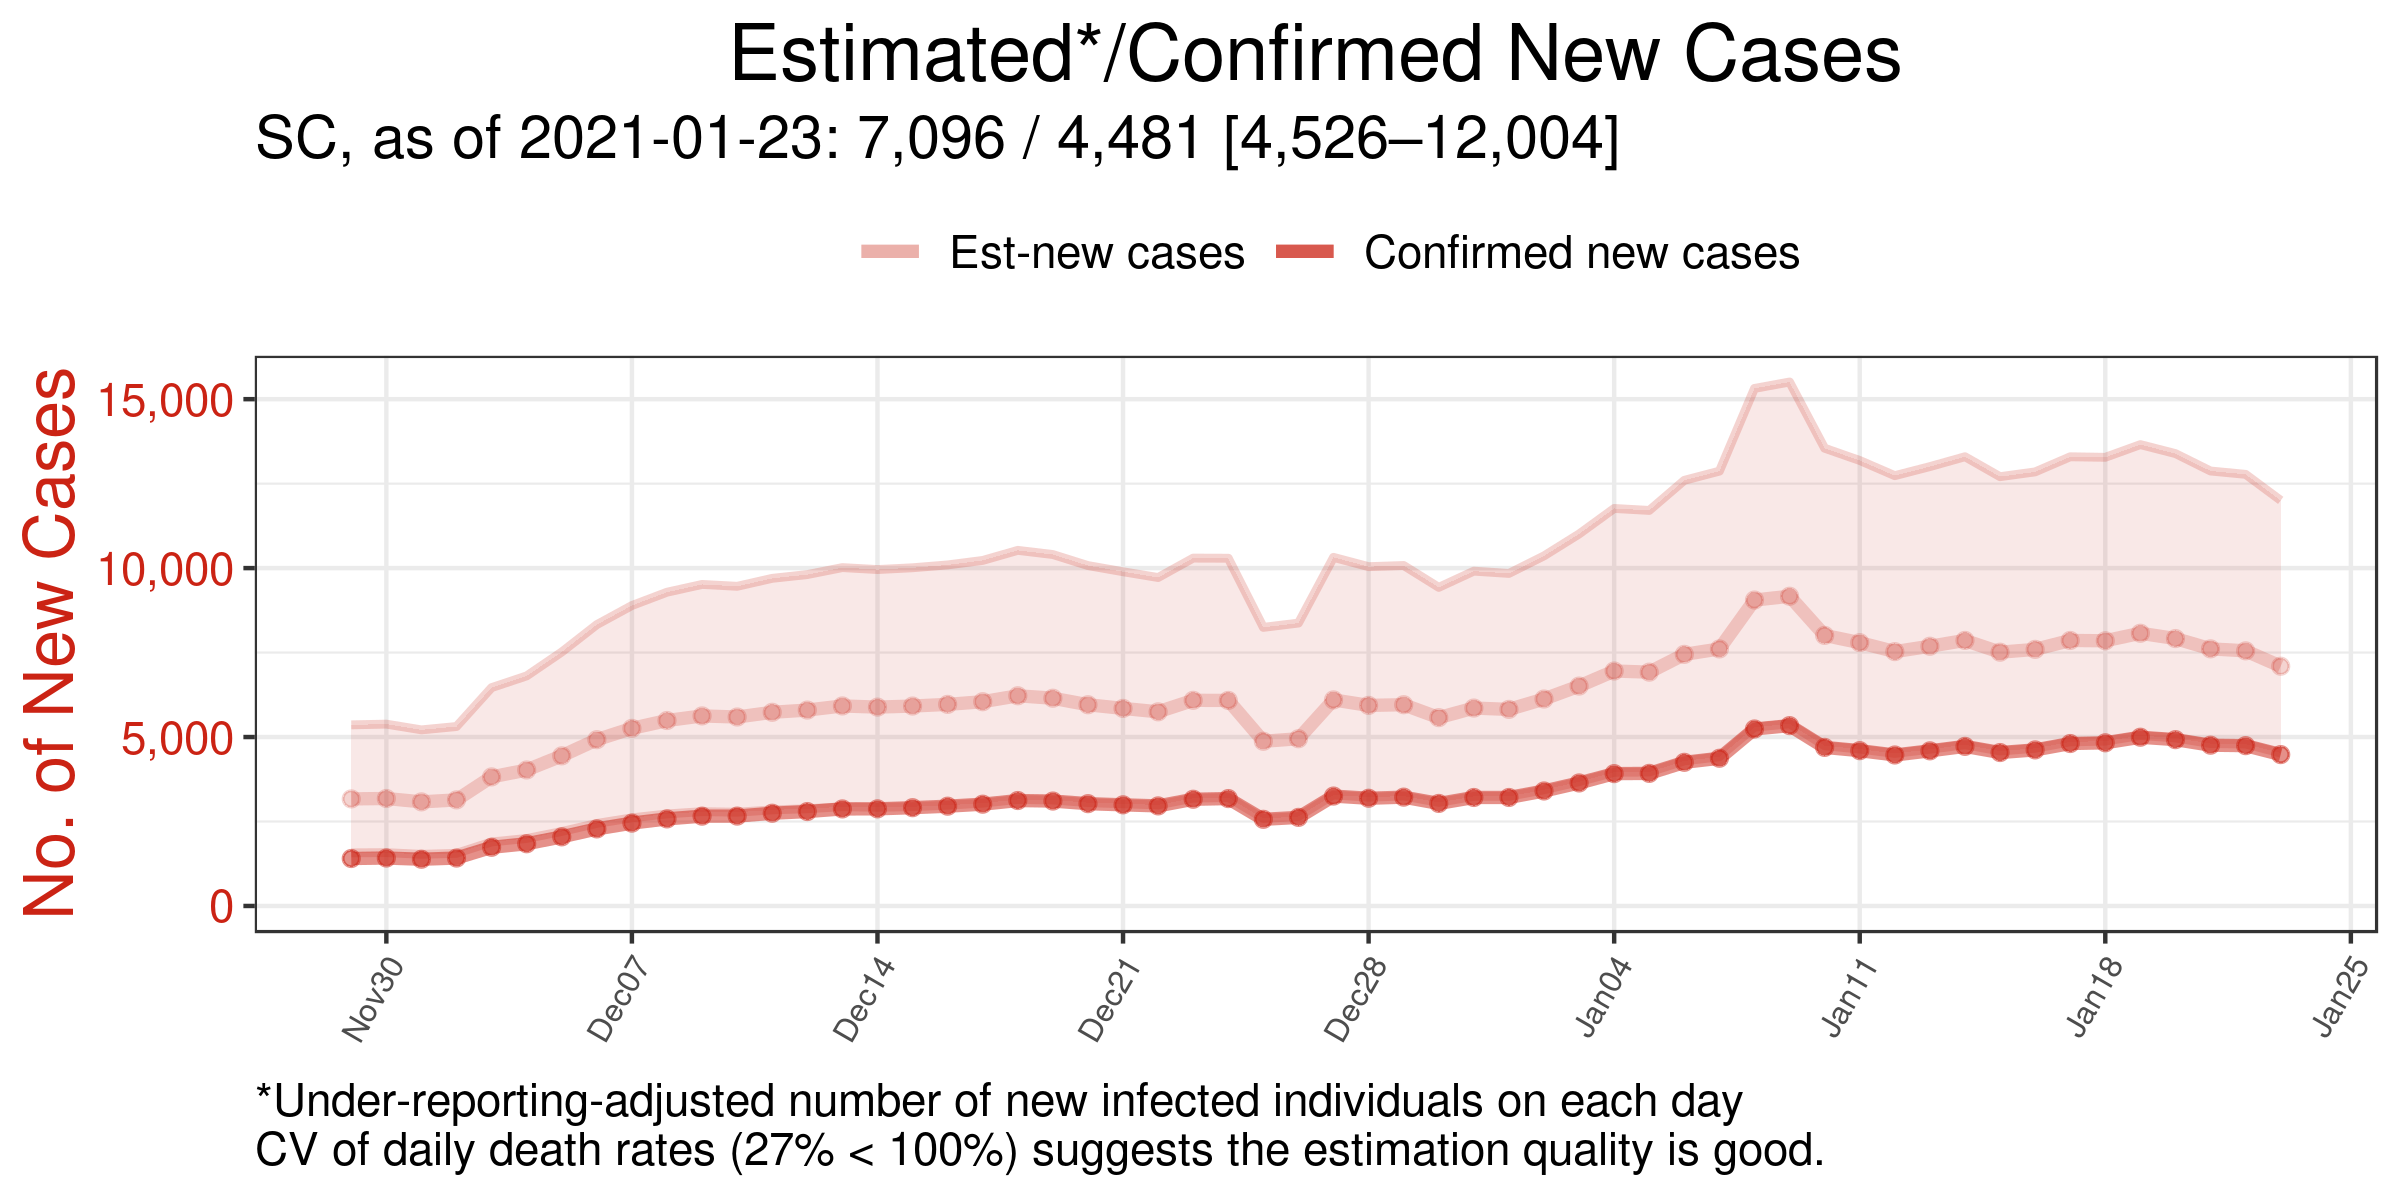 Estimated*/Confirmed New Cases
SC, as of 2021-01-23: 7,096 / 4,481 [4,526–12,004]
Est-new cases
Confirmed new cases
No. of New Cases
15,000
10,000
5,000
0
Nov30
Dec07
Dec14
Dec21
Dec28
Jan04
Jan11
Jan18
Jan25
*Under-reporting-adjusted number of new infected individuals on each day
CV of daily death rates (27% < 100%) suggests the estimation quality is good.